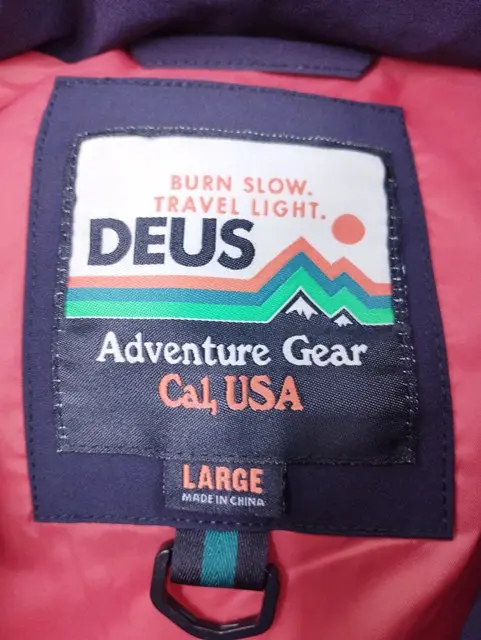 BURN SLOW.
TRAVEL LIGHT.
DEUS
Adventure Gear
Cal, USA
LARGE
MADE IN CHINA